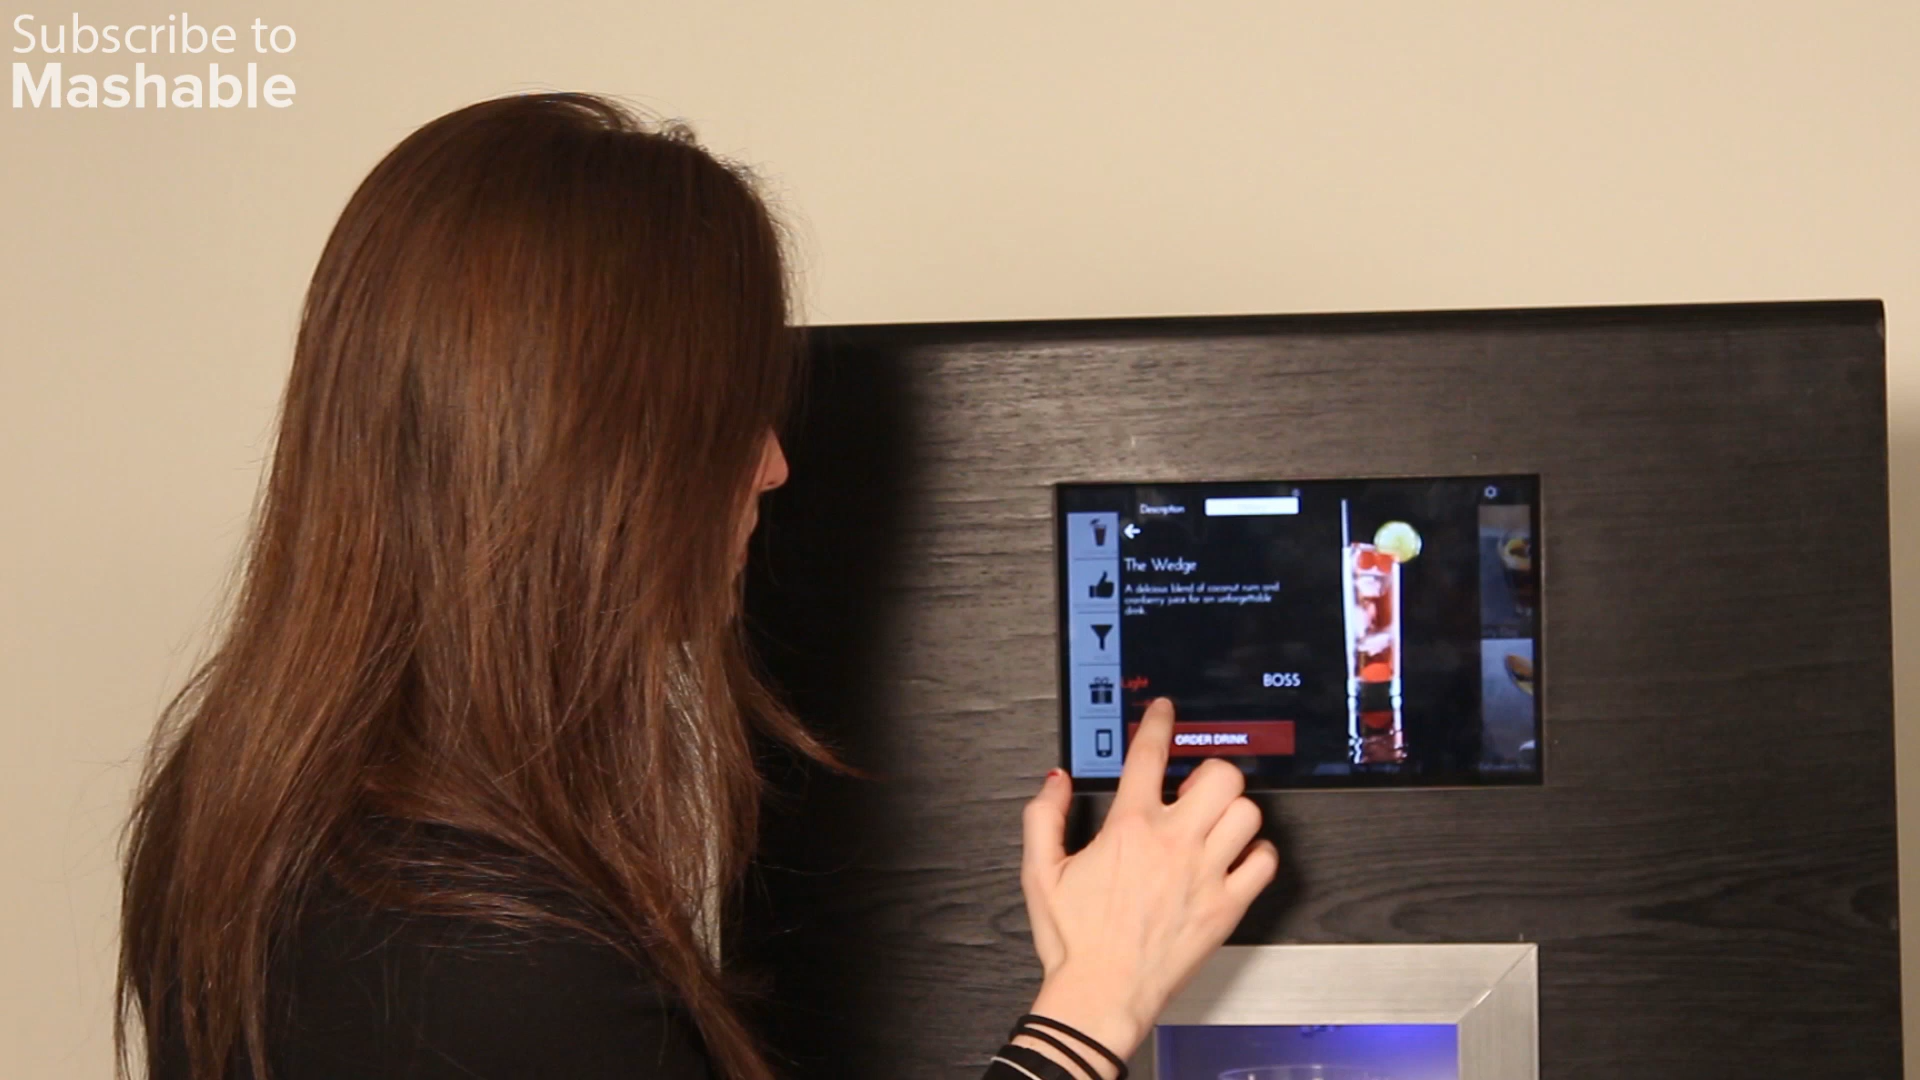 Subscribe to
Mashable
Description
The Wedge
A delicious blend of coconut rum and
cranberry juice for an unforgettable
drink
Light
BOSS
ORDER DRINK